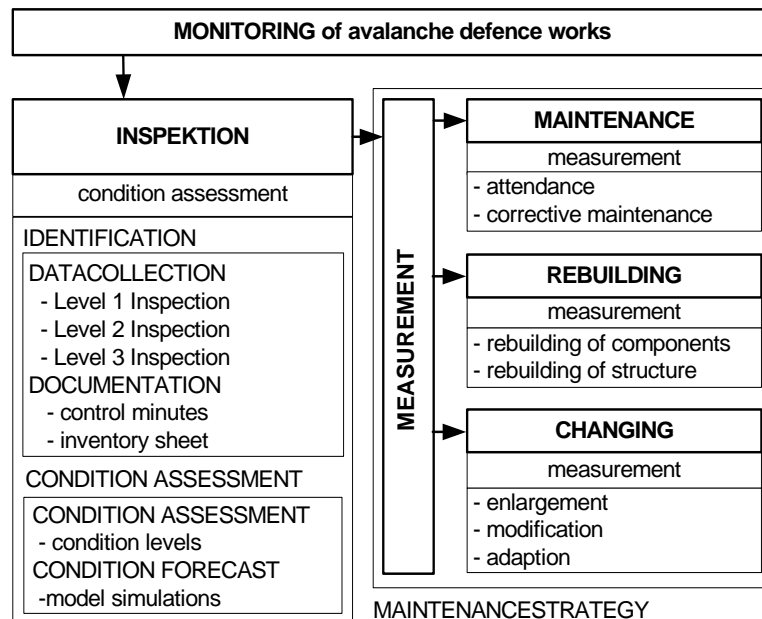 MONITORING of avalanche defence works
INSPEKTION
condition assessment
IDENTIFICATION
DATACOLLECTION
- Level 1 Inspection
- Level 2 Inspection
- Level 3 Inspection
DOCUMENTATION
- control minutes
- inventory sheet
CONDITION ASSESSMENT
CONDITION ASSESSMENT
- condition levels
CONDITION FORECAST
-model simulations
MEASUREMENT
MAINTENANCE
measurement
- attendance
- corrective maintenance
REBUILDING
measurement
- rebuilding of components
- rebuilding of structure
CHANGING
measurement
- enlargement
- modification
- adaption
MAINTENANCESTRATEGY